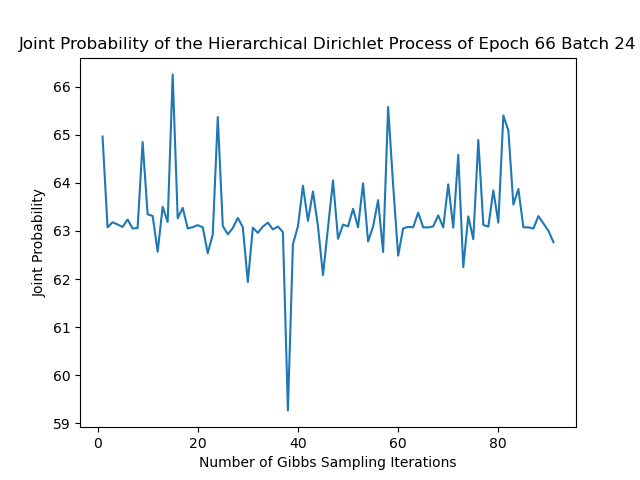 Joint Probability of the Hierarchical Dirichlet Process of Epoch 66 Batch 24
Joint Probability
66
65
64
63
62
61
60
59
0 20 40 60 80
Number of Gibbs Sampling Iterations